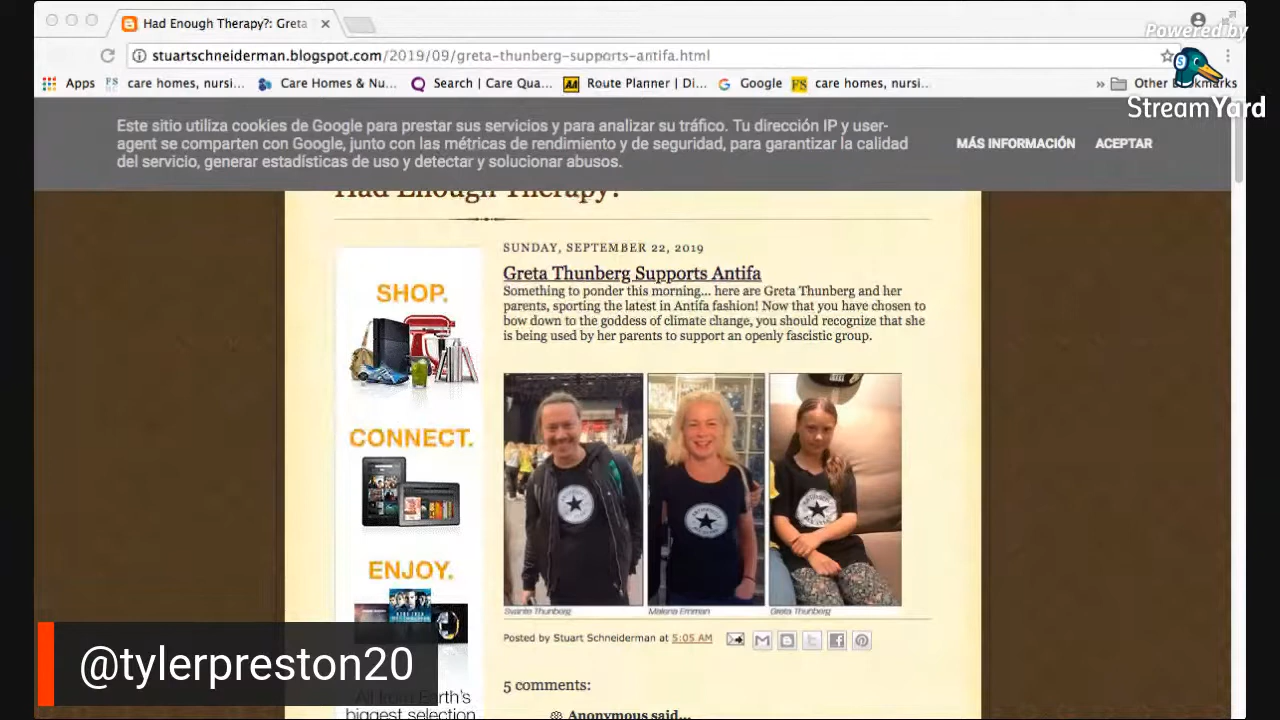 Had Enough Therapy?: Greta
Powered by
stuartschneiderman.blogspot.com/2019/09/greta-thunberg-supports-antifa.html
Apps care homes, nursi... Care Homes & Nu... Search | Care Qua... Route Planner | Di... Google care homes, nursi... » Other Bookmarks
StreamYard
Este sitio utiliza cookies de Google para prestar sus servicios y para analizar su tráfico. Tu dirección IP y user-
agent se comparten con Google, junto con las métricas de rendimiento y de seguridad, para garantizar la calidad
del servicio, generar estadísticas de uso y detectar y solucionar abusos.
MÁS INFORMACIÓN ACEPTAR
Had Enough Therapy?
SUNDAY, SEPTEMBER 22, 2019
Greta Thunberg Supports Antifa
Something to ponder this morning... here are Greta Thunberg and her
parents, sporting the latest in Antifa fashion! Now that you have chosen to
bow down to the goddess of climate change, you should recognize that she
is being used by her parents to support an openly fascistic group.
SHOP.
CONNECT.
ENJOY.
Svante Thunberg Malena Ernman Greta Thunberg
Posted by Stuart Schneiderman at 5:05 AM
@tylerpreston20
All from Earth's
biggest selection
5 comments:
Anonymous said...